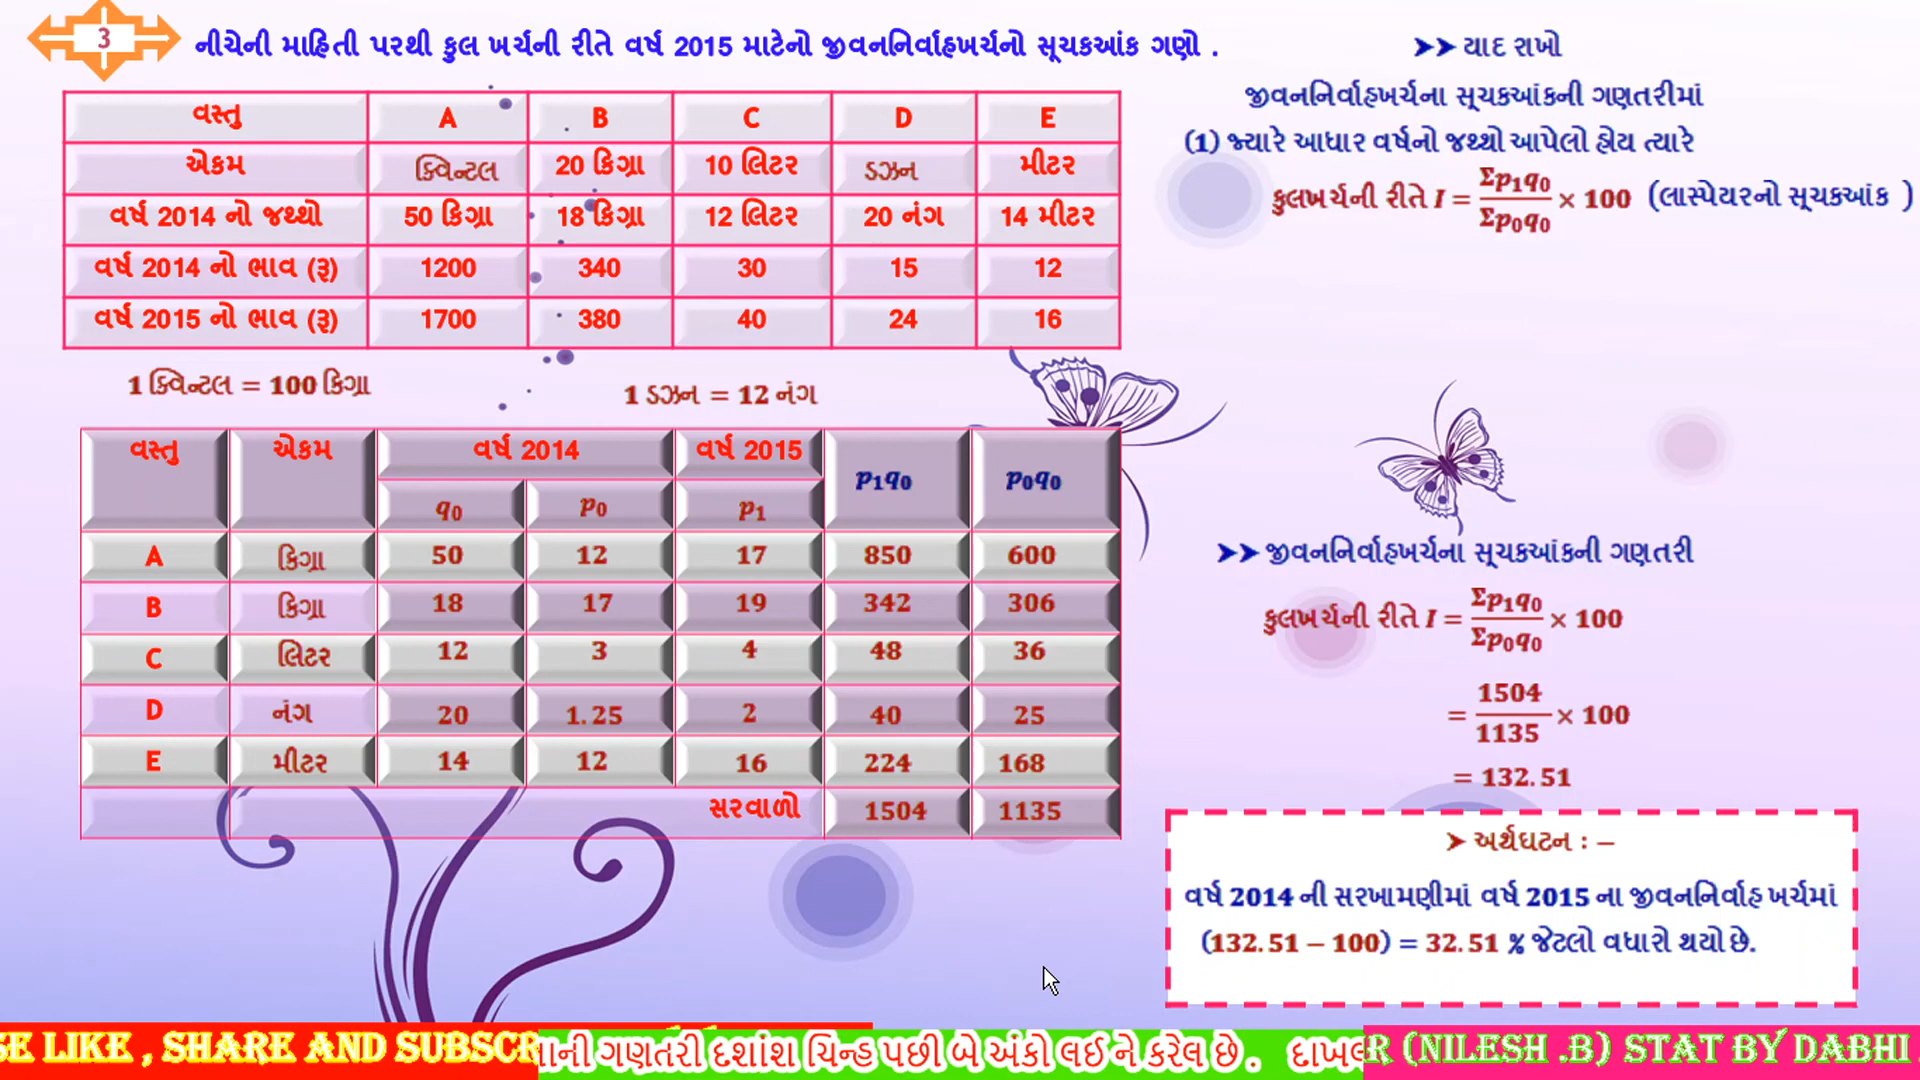 3
નીચેની માહિતી પરથી કુલ ખર્ચની રીતે વર્ષ 2015 માટેનો જીવનનિર્વાહખર્ચનો સૂચકઆંક ગણો .
વસ્તુ A B C D E
એકમ ક્વિન્ટલ 20 કિગ્રા 10 લિટર ડઝન મીટર
વર્ષ 2014 નો જથ્થો 50 કિગ્રા 18 કિગ્રા 12 લિટર 20 નંગ 14 મીટર
વર્ષ 2014 નો ભાવ (રૂ) 1200 340 30 15 12
વર્ષ 2015 નો ભાવ (રૂ) 1700 380 40 24 16
1 ક્વિન્ટલ = 100 કિગ્રા
1 ડઝન = 12 નંગ
વસ્તુ એકમ વર્ષ 2014 વર્ષ 2015 p₁q₀ p₀q₀
q₀ p₀ p₁
A કિગ્રા 50 12 17 850 600
B કિગ્રા 18 17 19 342 306
C લિટર 12 3 4 48 36
D નંગ 20 1.25 2 40 25
E મીટર 14 12 16 224 168
સરવાળો 1504 1135
➤➤ યાદ રાખો
જીવનનિર્વાહખર્ચના સૂચકઆંકની ગણતરીમાં
(1) જ્યારે આધાર વર્ષનો જથ્થો આપેલો હોય ત્યારે
કુલખર્ચની રીતે I = Σp₁q₀ / Σp₀q₀ × 100 (લાસ્પેયરનો સૂચકઆંક )
➤➤ જીવનનિર્વાહખર્ચના સૂચકઆંકની ગણતરી
કુલખર્ચની રીતે I = Σp₁q₀ / Σp₀q₀ × 100
= 1504 / 1135 × 100
= 132.51
➤ અર્થઘટન : −
વર્ષ 2014 ની સરખામણીમાં વર્ષ 2015 ના જીવનનિર્વાહ ખર્ચમાં
(132.51 − 100) = 32.51 % જેટલો વધારો થયો છે.
SE LIKE , SHARE AND SUBSCR
ાની ગણતરી દશાંશ ચિન્હ પછી બે અંકો લઈ ને કરેલ છે . દાખલ
R (NILESH .B) STAT BY DABHI